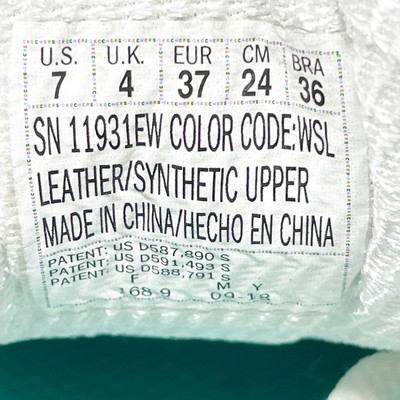 U.S. U.K. EUR CM BRA
7 4 37 24 36
SN 11931EW COLOR CODE:WSL
LEATHER/SYNTHETIC UPPER
MADE IN CHINA/HECHO EN CHINA
PATENT: US D587,890 S
PATENT: US D591,493 S
PATENT: US D588,791 S
F M Y
168-9 09-18